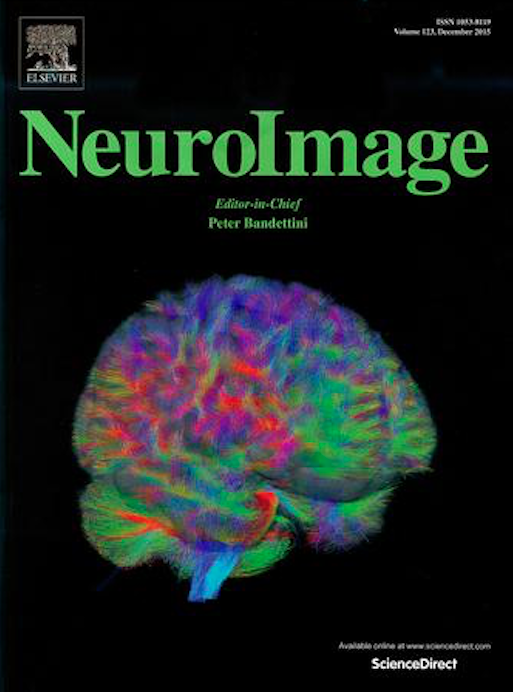 ISSN 1053-8119
Volume 123, December 2015
ELSEVIER
NeuroImage
Editor-in-Chief
Peter Bandettini
Available online at www.sciencedirect.com
ScienceDirect